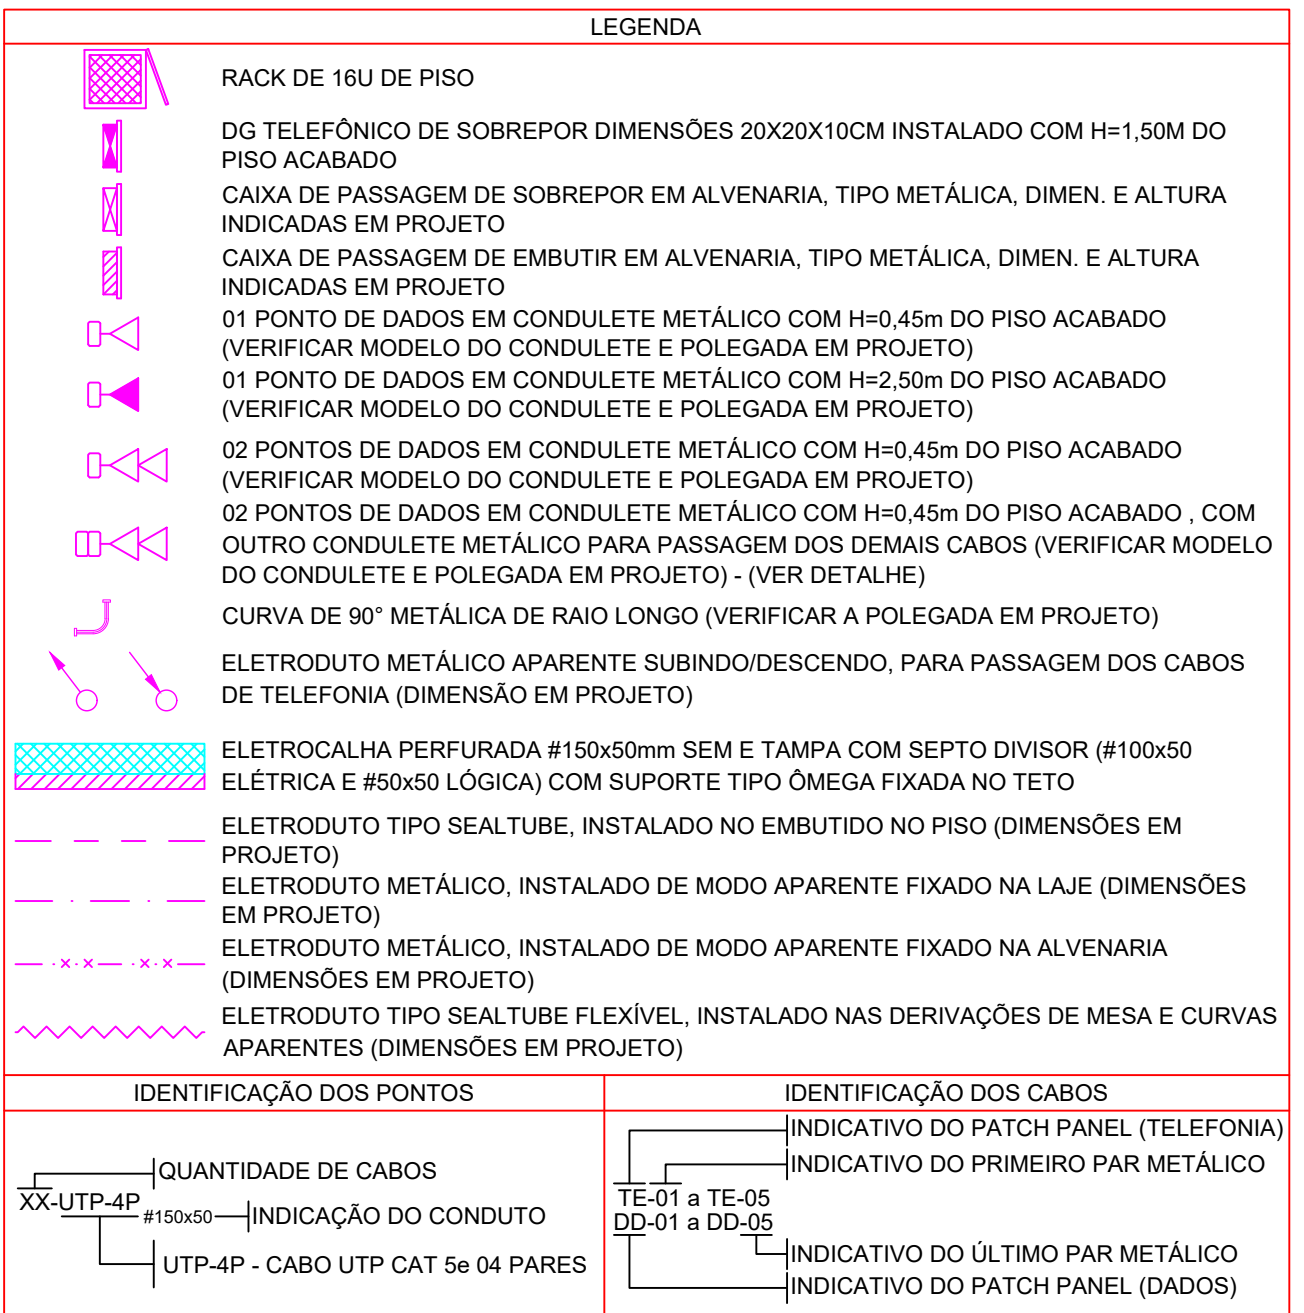 LEGENDA
RACK DE 16U DE PISO
DG TELEFÔNICO DE SOBREPOR DIMENSÕES 20X20X10CM INSTALADO COM H=1,50M DO
PISO ACABADO
CAIXA DE PASSAGEM DE SOBREPOR EM ALVENARIA, TIPO METÁLICA, DIMEN. E ALTURA
INDICADAS EM PROJETO
CAIXA DE PASSAGEM DE EMBUTIR EM ALVENARIA, TIPO METÁLICA, DIMEN. E ALTURA
INDICADAS EM PROJETO
01 PONTO DE DADOS EM CONDULETE METÁLICO COM H=0,45m DO PISO ACABADO
(VERIFICAR MODELO DO CONDULETE E POLEGADA EM PROJETO)
01 PONTO DE DADOS EM CONDULETE METÁLICO COM H=2,50m DO PISO ACABADO
(VERIFICAR MODELO DO CONDULETE E POLEGADA EM PROJETO)
02 PONTOS DE DADOS EM CONDULETE METÁLICO COM H=0,45m DO PISO ACABADO
(VERIFICAR MODELO DO CONDULETE E POLEGADA EM PROJETO)
02 PONTOS DE DADOS EM CONDULETE METÁLICO COM H=0,45m DO PISO ACABADO , COM
OUTRO CONDULETE METÁLICO PARA PASSAGEM DOS DEMAIS CABOS (VERIFICAR MODELO
DO CONDULETE E POLEGADA EM PROJETO) - (VER DETALHE)
CURVA DE 90° METÁLICA DE RAIO LONGO (VERIFICAR A POLEGADA EM PROJETO)
ELETRODUTO METÁLICO APARENTE SUBINDO/DESCENDO, PARA PASSAGEM DOS CABOS
DE TELEFONIA (DIMENSÃO EM PROJETO)
ELETROCALHA PERFURADA #150x50mm SEM E TAMPA COM SEPTO DIVISOR (#100x50
ELÉTRICA E #50x50 LÓGICA) COM SUPORTE TIPO ÔMEGA FIXADA NO TETO
ELETRODUTO TIPO SEALTUBE, INSTALADO NO EMBUTIDO NO PISO (DIMENSÕES EM
PROJETO)
ELETRODUTO METÁLICO, INSTALADO DE MODO APARENTE FIXADO NA LAJE (DIMENSÕES
EM PROJETO)
ELETRODUTO METÁLICO, INSTALADO DE MODO APARENTE FIXADO NA ALVENARIA
(DIMENSÕES EM PROJETO)
ELETRODUTO TIPO SEALTUBE FLEXÍVEL, INSTALADO NAS DERIVAÇÕES DE MESA E CURVAS
APARENTES (DIMENSÕES EM PROJETO)
IDENTIFICAÇÃO DOS PONTOS
QUANTIDADE DE CABOS
XX-UTP-4P
#150x50
INDICAÇÃO DO CONDUTO
UTP-4P - CABO UTP CAT 5e 04 PARES
IDENTIFICAÇÃO DOS CABOS
INDICATIVO DO PATCH PANEL (TELEFONIA)
INDICATIVO DO PRIMEIRO PAR METÁLICO
TE-01 a TE-05
DD-01 a DD-05
INDICATIVO DO ÚLTIMO PAR METÁLICO
INDICATIVO DO PATCH PANEL (DADOS)